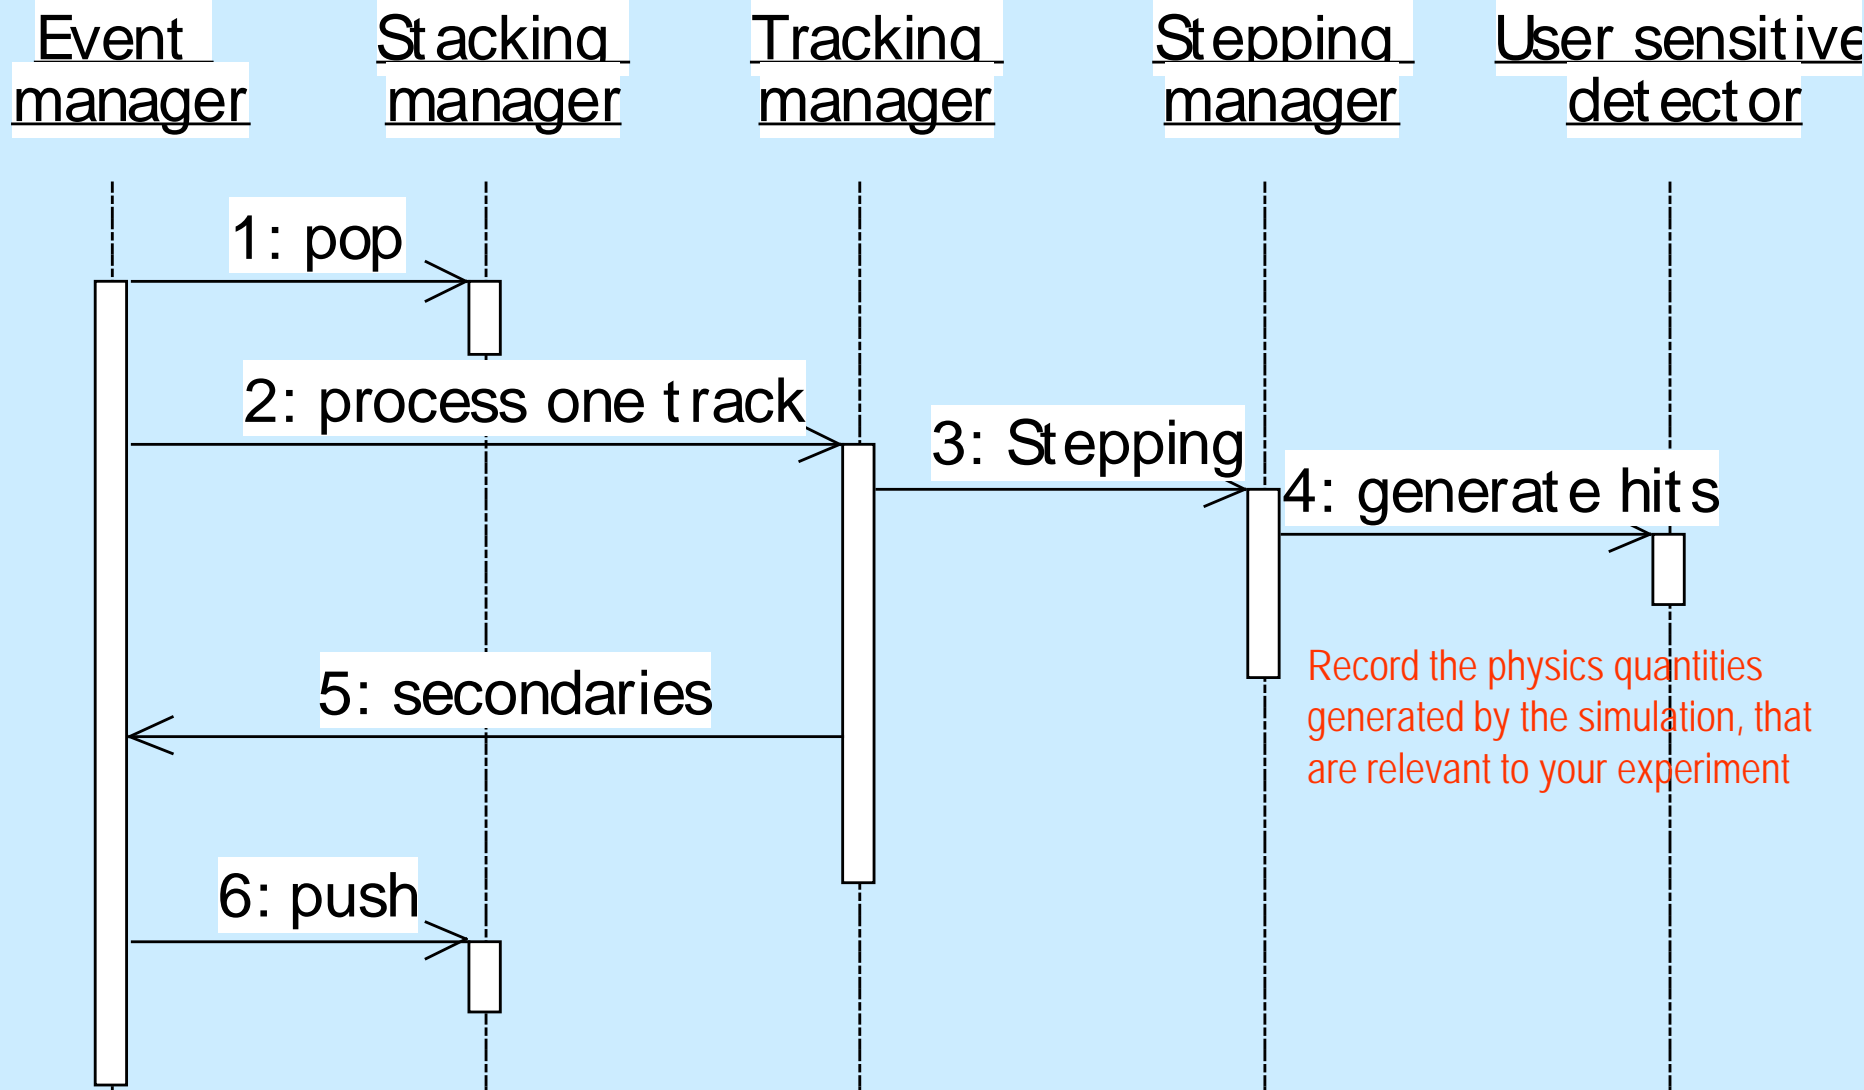 Event
manager
Stacking
manager
Tracking
manager
Stepping
manager
User sensitive
detector
1: pop
2: process one track
3: Stepping
4: generate hits
Record the physics quantities
generated by the simulation, that
are relevant to your experiment
5: secondaries
6: push